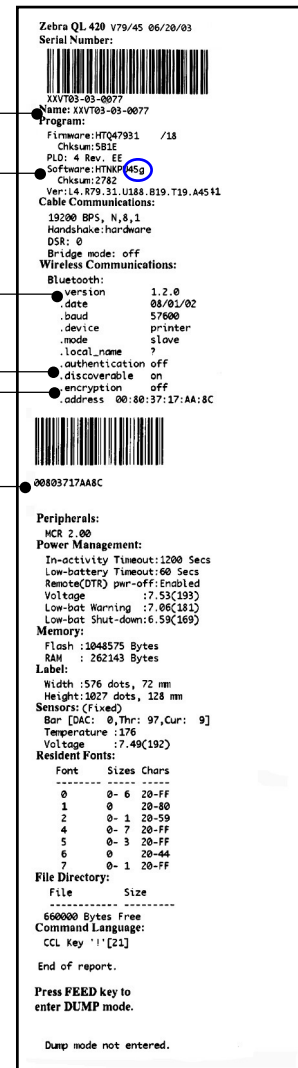 Zebra QL 420 V79/45 06/20/03
Serial Number:
XXVT03-03-0077
Name: XXVT03-03-0077
Program:
Firmware:HTQ47931 /18
Chksum:5B1E
PLD: 4 Rev. EE
Software:HTNKP 45g
Chksum:2782
Ver:L4.R79.31.U188.B19.T19.A45‡1
Cable Communications:
19200 BPS, N,8,1
Handshake:hardware
DSR: 0
Bridge mode: off
Wireless Communications:
Bluetooth:
.version 1.2.0
.date 08/01/02
.baud 57600
.device printer
.mode slave
.local_name ?
.authentication off
.discoverable on
.encryption off
.address 00:80:37:17:AA:8C
00803717AA8C
Peripherals:
MCR 2.00
Power Management:
In-activity Timeout:1200 Secs
Low-battery Timeout:60 Secs
Remote(DTR) pwr-off:Enabled
Voltage :7.53(193)
Low-bat Warning :7.06(181)
Low-bat Shut-down:6.59(169)
Memory:
Flash :1048575 Bytes
RAM : 262143 Bytes
Label:
Width :576 dots, 72 mm
Height:1027 dots, 128 mm
Sensors: (Fixed)
Bar [DAC: 0,Thr: 97,Cur: 9]
Temperature :176
Voltage :7.49(192)
Resident Fonts:
Font Sizes Chars
-------- ----- -----
0 0- 6 20-FF
1 0 20-80
2 0- 1 20-59
4 0- 7 20-FF
5 0- 3 20-FF
6 0 20-44
7 0- 1 20-FF
File Directory:
File Size
------------ ---------
660000 Bytes Free
Command Language:
CCL Key '!'[21]
End of report.
Press FEED key to
enter DUMP mode.
Dump mode not entered.